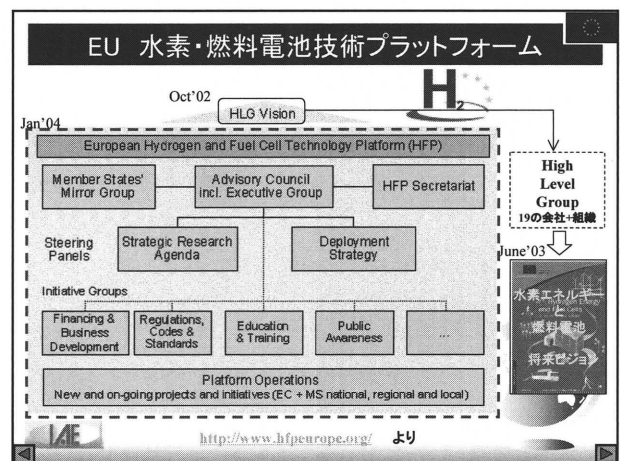 EU 水素・燃料電池技術プラットフォーム
H2
Oct'02
HLG Vision
Jan'04
European Hydrogen and Fuel Cell Technology Platform (HFP)
Member States'
Mirror Group
Advisory Council
incl. Executive Group
HFP Secretariat
High
Level
Group
19の会社+組織
Steering
Panels
Strategic Research
Agenda
Deployment
Strategy
June'03
Initiative Groups
Financing &
Business
Development
Regulations,
Codes &
Standards
Education
& Training
Public
Awareness
...
水素エネルギー
と
燃料電池
将来ビジョン
Platform Operations
New and on-going projects and initiatives (EC + MS national, regional and local)
IAE
http://www.hfpeurope.org/ より